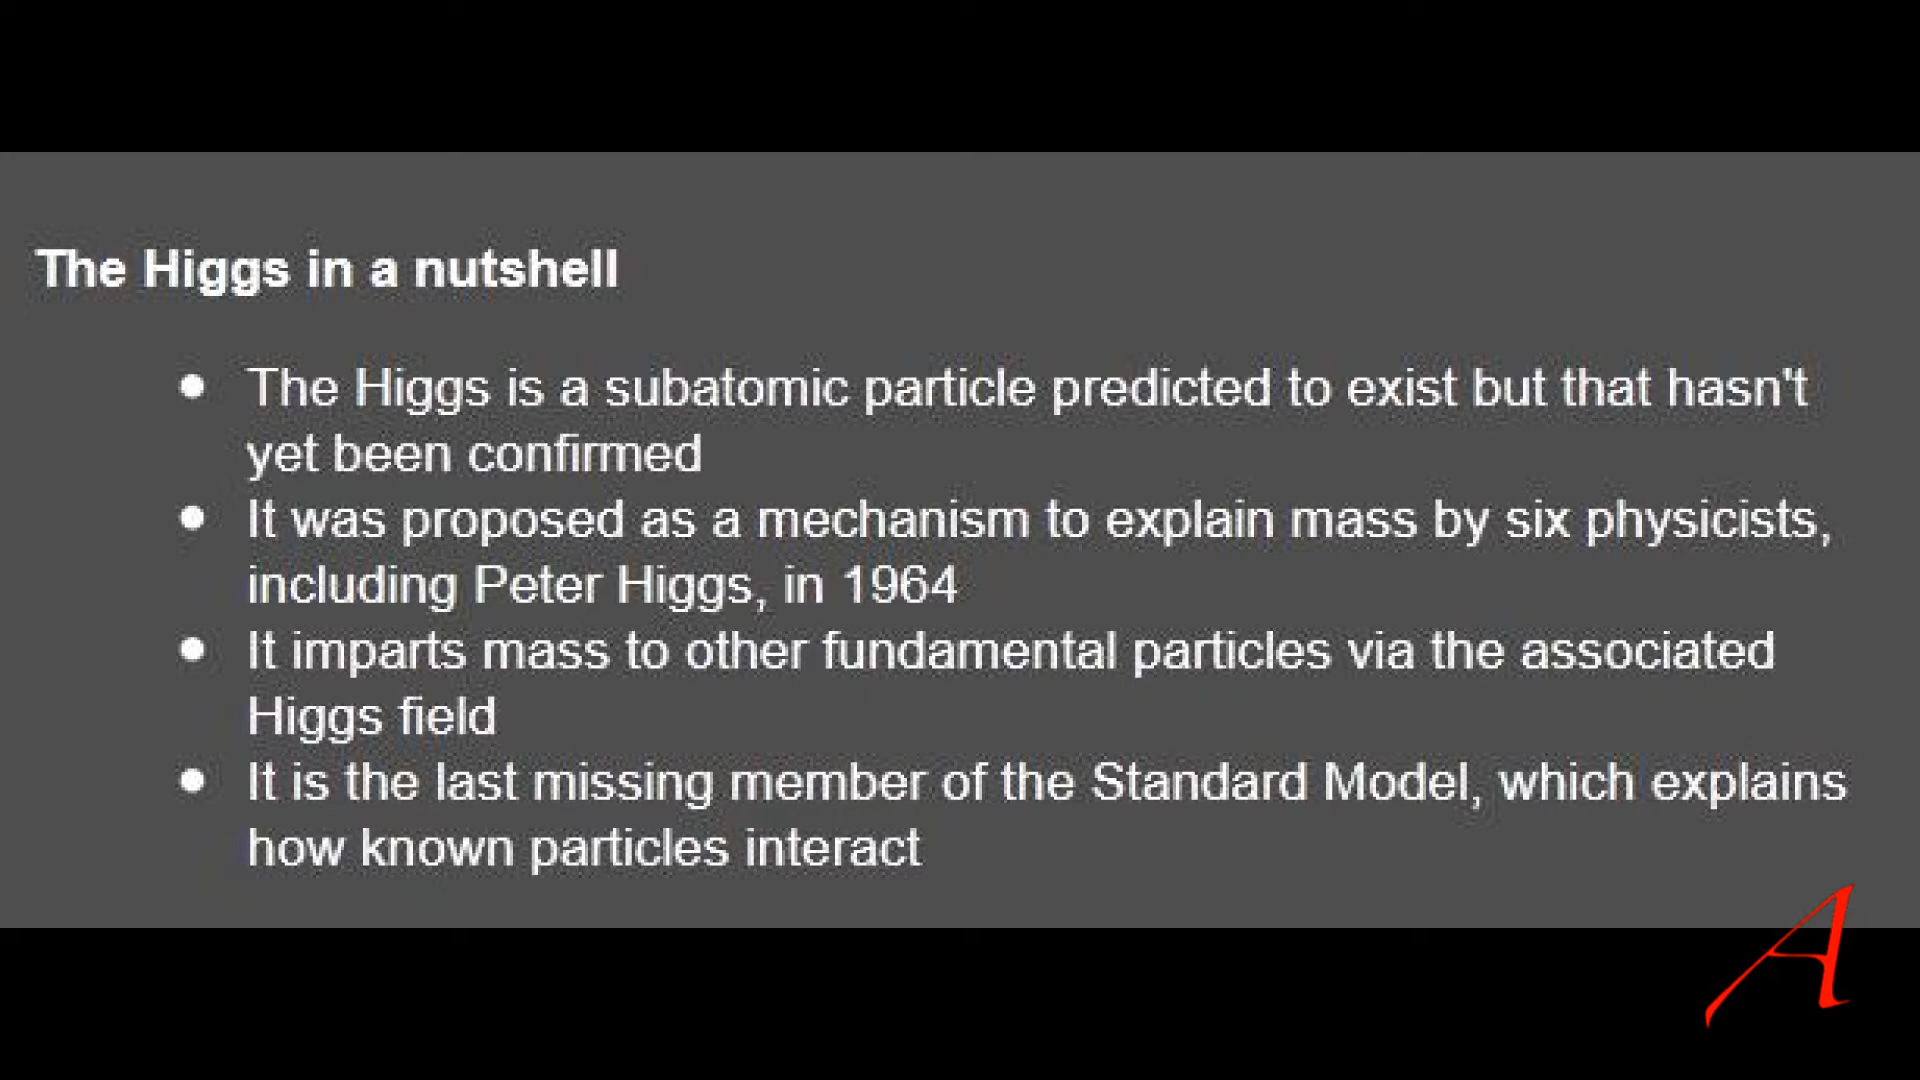 The Higgs in a nutshell
• The Higgs is a subatomic particle predicted to exist but that hasn't
yet been confirmed
• It was proposed as a mechanism to explain mass by six physicists,
including Peter Higgs, in 1964
• It imparts mass to other fundamental particles via the associated
Higgs field
• It is the last missing member of the Standard Model, which explains
how known particles interact
A